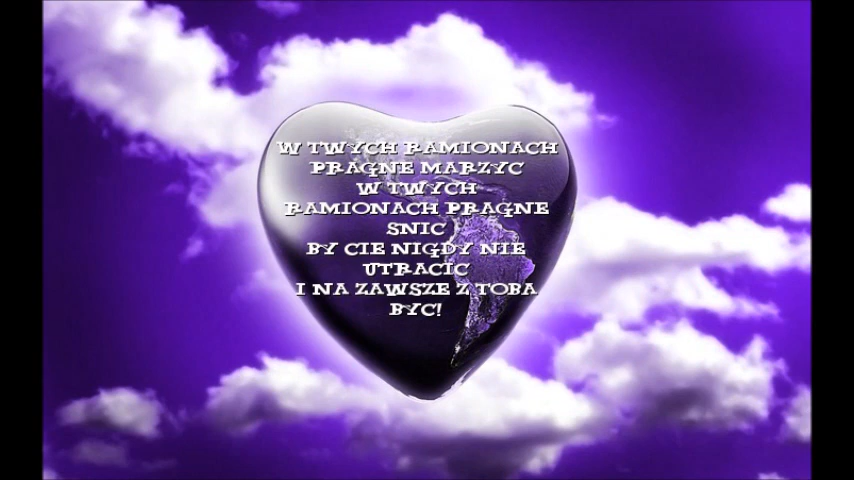 W TWYCH RAMIONACH
PRAGNE MARZYC
W TWYCH
RAMIONACH PRAGNE
SNIC
BY CIE NIGDY NIE
UTRACIC
I NA ZAWSZE Z TOBA
BYC!